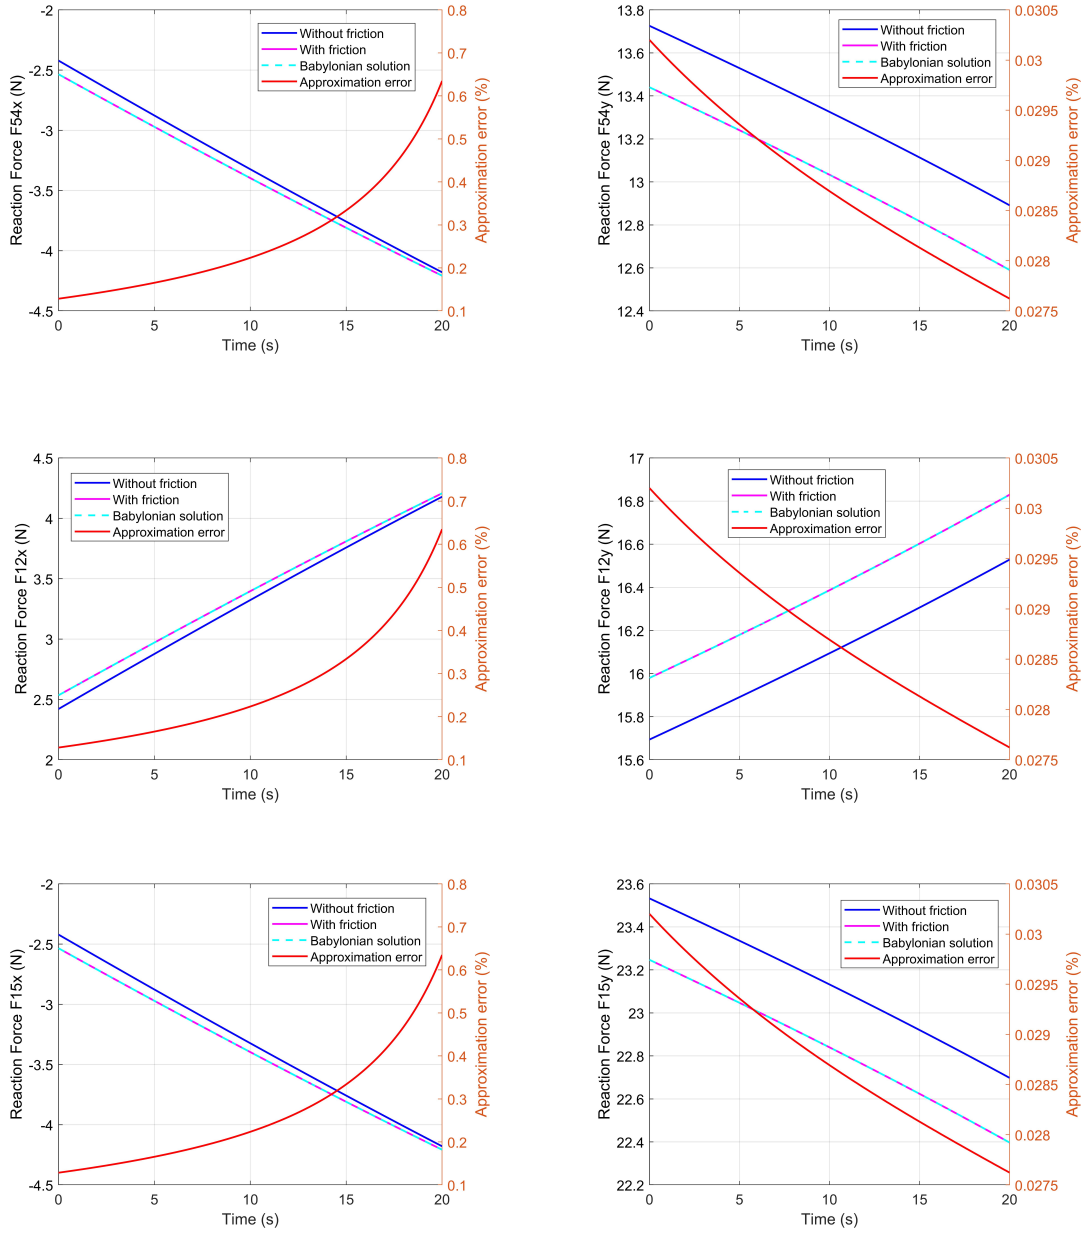 -2
-2.5
-3
-3.5
-4
-4.5
Reaction Force F54x (N)
0 5 10 15 20
Time (s)
0.8
0.7
0.6
0.5
0.4
0.3
0.2
0.1
Approximation error (%)
Without friction
With friction
Babylonian solution
Approximation error
13.8
13.6
13.4
13.2
13
12.8
12.6
12.4
Reaction Force F54y (N)
0 5 10 15 20
Time (s)
0.0305
0.03
0.0295
0.029
0.0285
0.028
0.0275
Approximation error (%)
Without friction
With friction
Babylonian solution
Approximation error
4.5
4
3.5
3
2.5
2
Reaction Force F12x (N)
0 5 10 15 20
Time (s)
0.8
0.7
0.6
0.5
0.4
0.3
0.2
0.1
Approximation error (%)
Without friction
With friction
Babylonian solution
Approximation error
17
16.8
16.6
16.4
16.2
16
15.8
15.6
Reaction Force F12y (N)
0 5 10 15 20
Time (s)
0.0305
0.03
0.0295
0.029
0.0285
0.028
0.0275
Approximation error (%)
Without friction
With friction
Babylonian solution
Approximation error
-2
-2.5
-3
-3.5
-4
-4.5
Reaction Force F15x (N)
0 5 10 15 20
Time (s)
0.8
0.7
0.6
0.5
0.4
0.3
0.2
0.1
Approximation error (%)
Without friction
With friction
Babylonian solution
Approximation error
23.6
23.4
23.2
23
22.8
22.6
22.4
22.2
Reaction Force F15y (N)
0 5 10 15 20
Time (s)
0.0305
0.03
0.0295
0.029
0.0285
0.028
0.0275
Approximation error (%)
Without friction
With friction
Babylonian solution
Approximation error